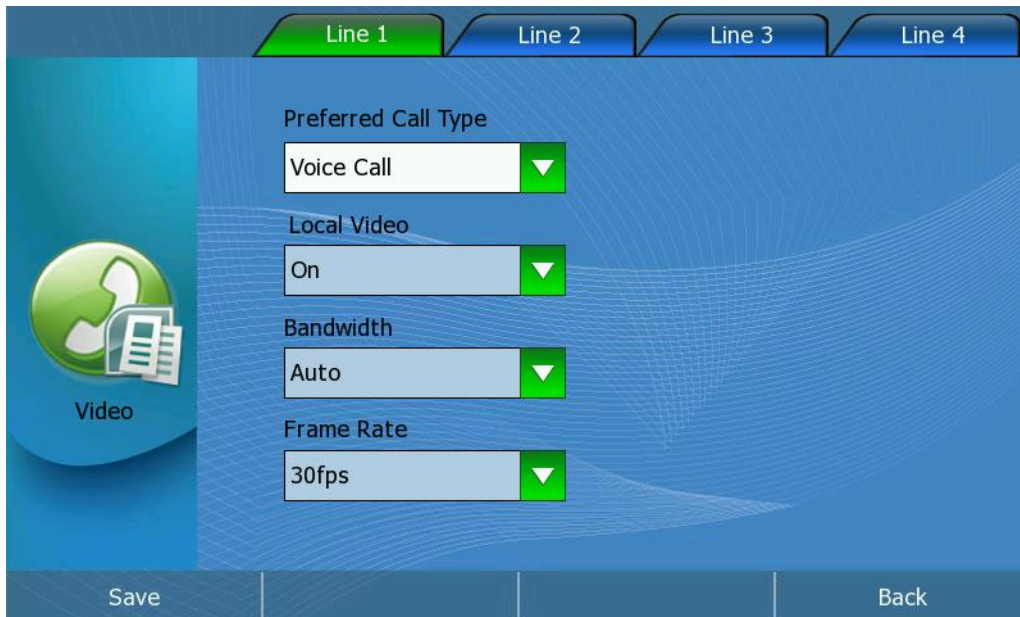 Line 1 Line 2 Line 3 Line 4
Preferred Call Type
Voice Call
Local Video
On
Bandwidth
Auto
Video
Frame Rate
30fps
Save Back